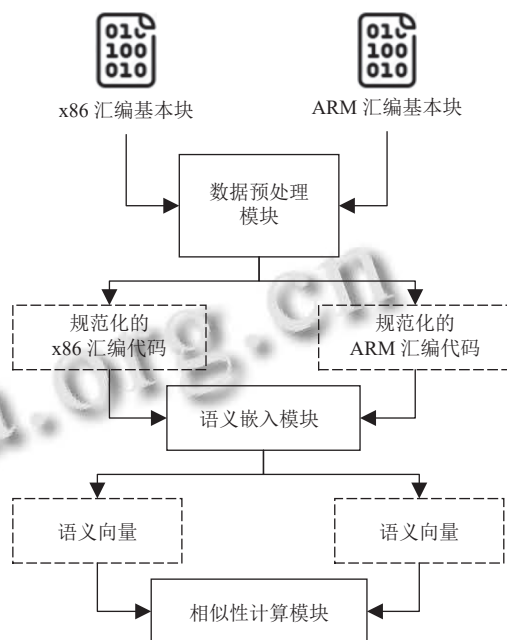 010
100
010
010
100
010
x86 汇编基本块
ARM 汇编基本块
数据预处理
模块
规范化的
x86 汇编代码
规范化的
ARM 汇编代码
语义嵌入模块
语义向量
语义向量
相似性计算模块
.org.cn